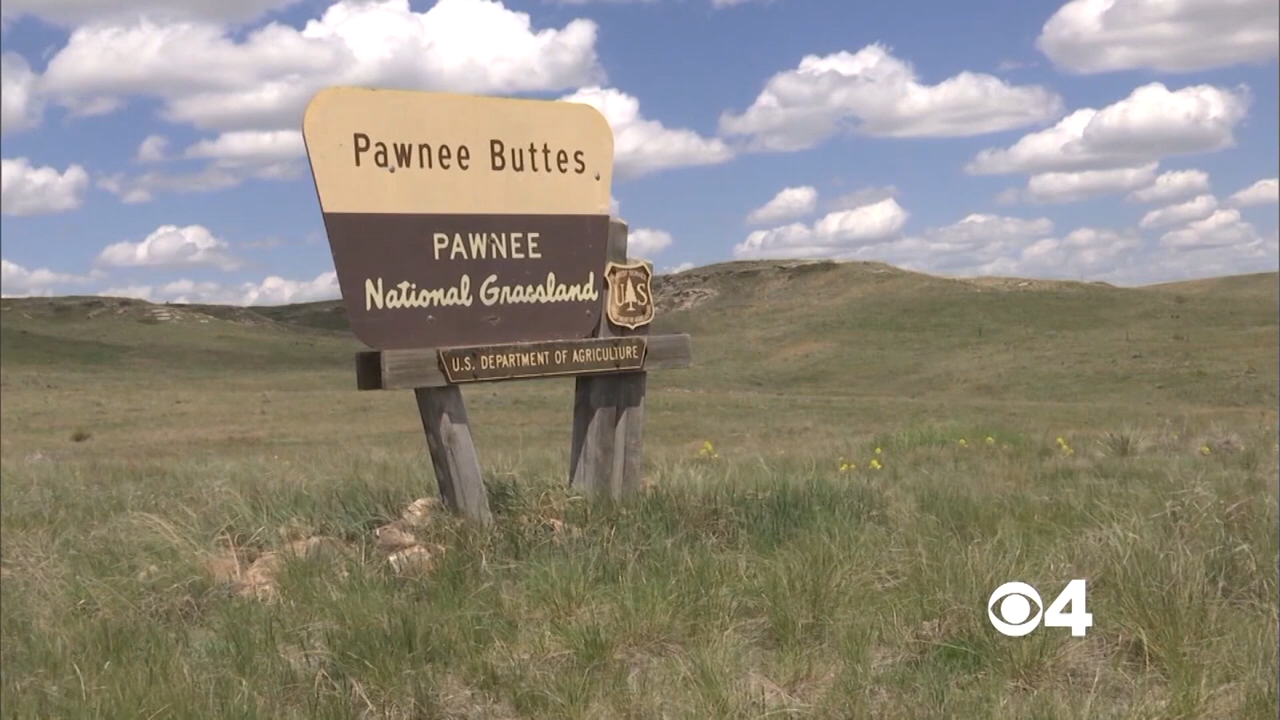 Pawnee Buttes
PAWNEE
National Grassland
US
U.S. DEPARTMENT OF AGRICULTURE
4